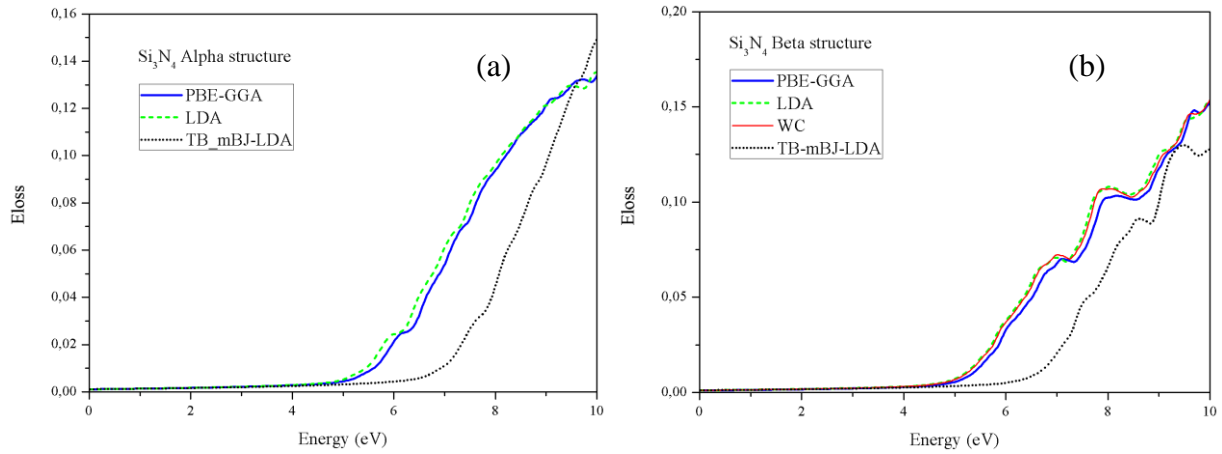 Si₃N₄ Alpha structure
(a)
PBE-GGA
LDA
TB_mBJ-LDA
0,16
0,14
0,12
0,10
0,08
0,06
0,04
0,02
0,00
Eloss
0 2 4 6 8 10
Energy (eV)
Si₃N₄ Beta structure
(b)
PBE-GGA
LDA
WC
TB-mBJ-LDA
0,20
0,15
0,10
0,05
0,00
Eloss
0 2 4 6 8 10
Energy (eV)